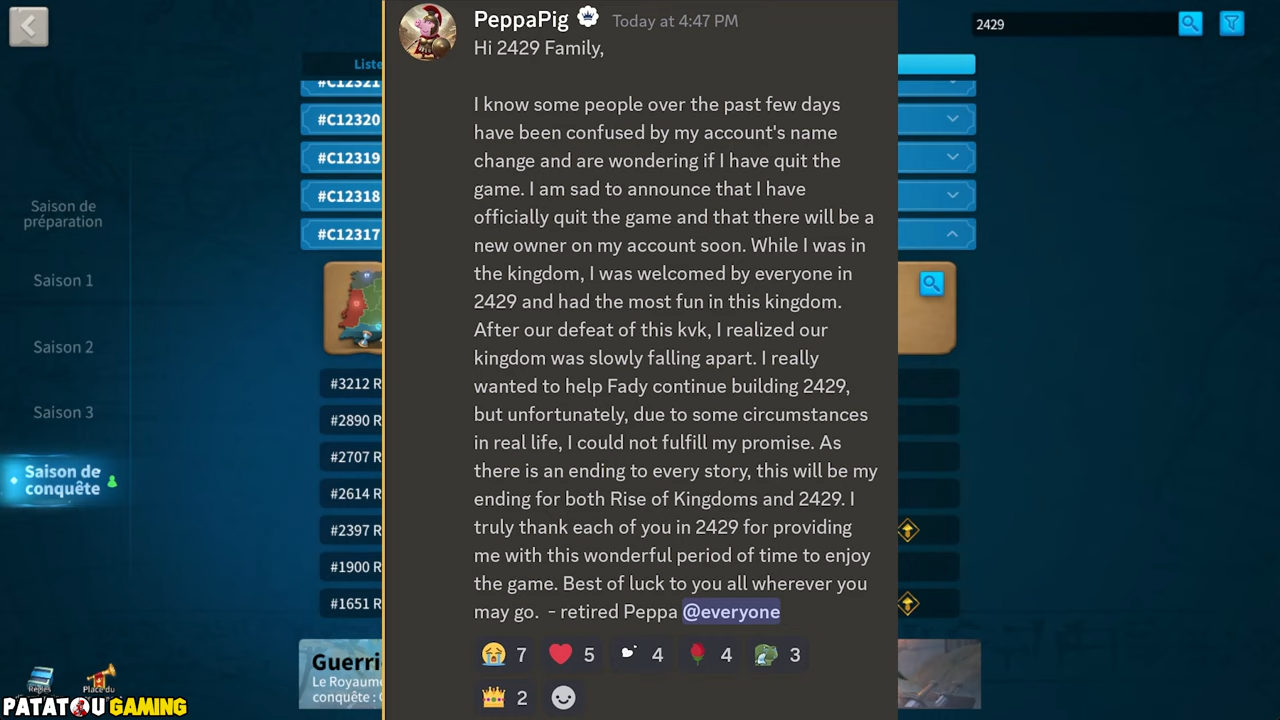 PeppaPig Today at 4:47 PM
Hi 2429 Family,
I know some people over the past few days
have been confused by my account's name
change and are wondering if I have quit the
game. I am sad to announce that I have
officially quit the game and that there will be a
new owner on my account soon. While I was in
the kingdom, I was welcomed by everyone in
2429 and had the most fun in this kingdom.
After our defeat of this kvk, I realized our
kingdom was slowly falling apart. I really
wanted to help Fady continue building 2429,
but unfortunately, due to some circumstances
in real life, I could not fulfill my promise. As
there is an ending to every story, this will be my
ending for both Rise of Kingdoms and 2429. I
truly thank each of you in 2429 for providing
me with this wonderful period of time to enjoy
the game. Best of luck to you all wherever you
may go. - retired Peppa @everyone
7 5 4 4 3
2
2429
Liste
#C12321
#C12320
#C12319
#C12318
#C12317
#3212 R
#2890 R
#2707 R
#2614 R
#2397 R
#1900 R
#1651 R
Guerri
Le Royaume
conquête :
Saison de
préparation
Saison 1
Saison 2
Saison 3
Saison de
conquête
Règles
Place du
PATATOU GAMING